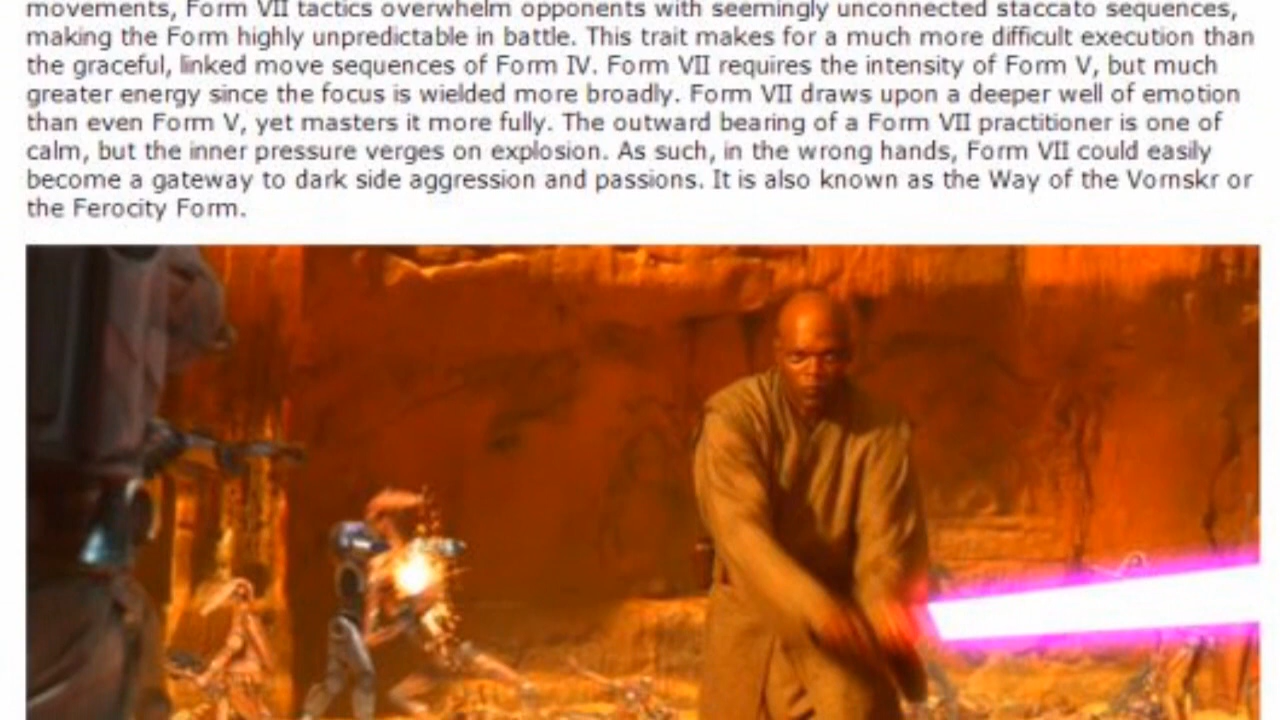 movements, Form VII tactics overwhelm opponents with seemingly unconnected staccato sequences,
making the Form highly unpredictable in battle. This trait makes for a much more difficult execution than
the graceful, linked move sequences of Form IV. Form VII requires the intensity of Form V, but much
greater energy since the focus is wielded more broadly. Form VII draws upon a deeper well of emotion
than even Form V, yet masters it more fully. The outward bearing of a Form VII practitioner is one of
calm, but the inner pressure verges on explosion. As such, in the wrong hands, Form VII could easily
become a gateway to dark side aggression and passions. It is also known as the Way of the Vornskr or
the Ferocity Form.